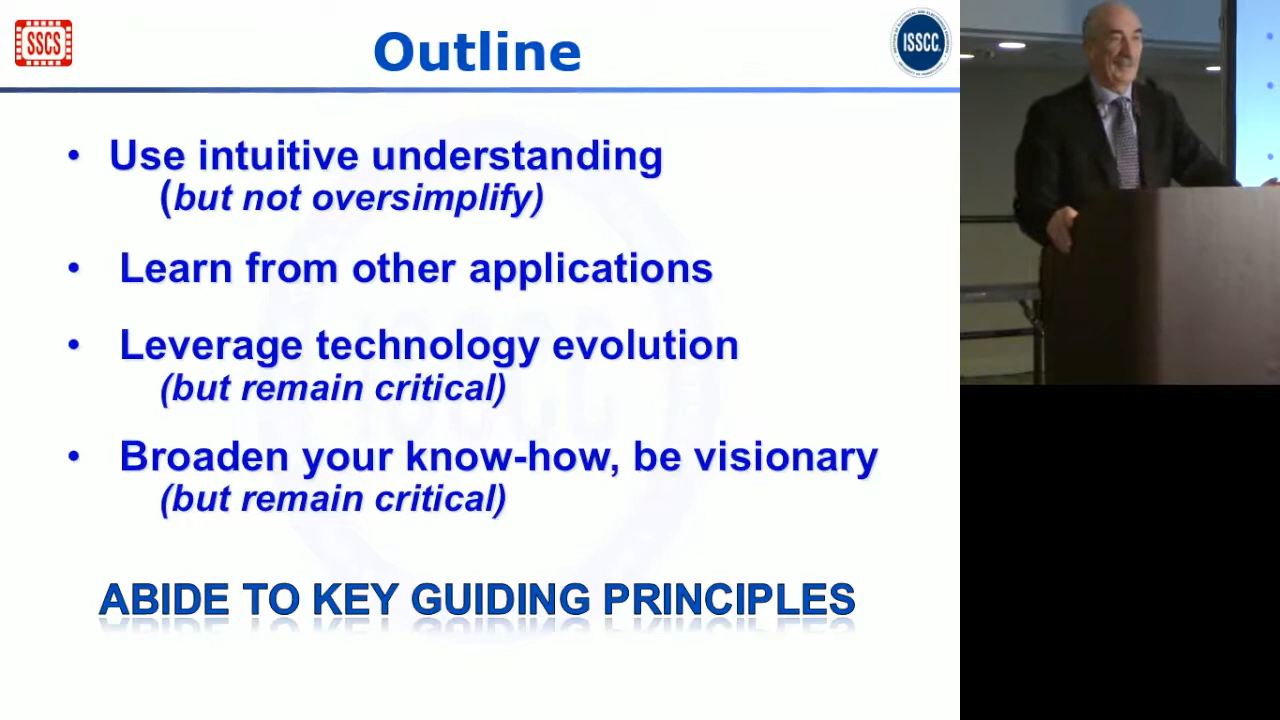 SSCS
Outline
ISSCC.
• Use intuitive understanding
(but not oversimplify)
• Learn from other applications
• Leverage technology evolution
(but remain critical)
• Broaden your know-how, be visionary
(but remain critical)
ABIDE TO KEY GUIDING PRINCIPLES